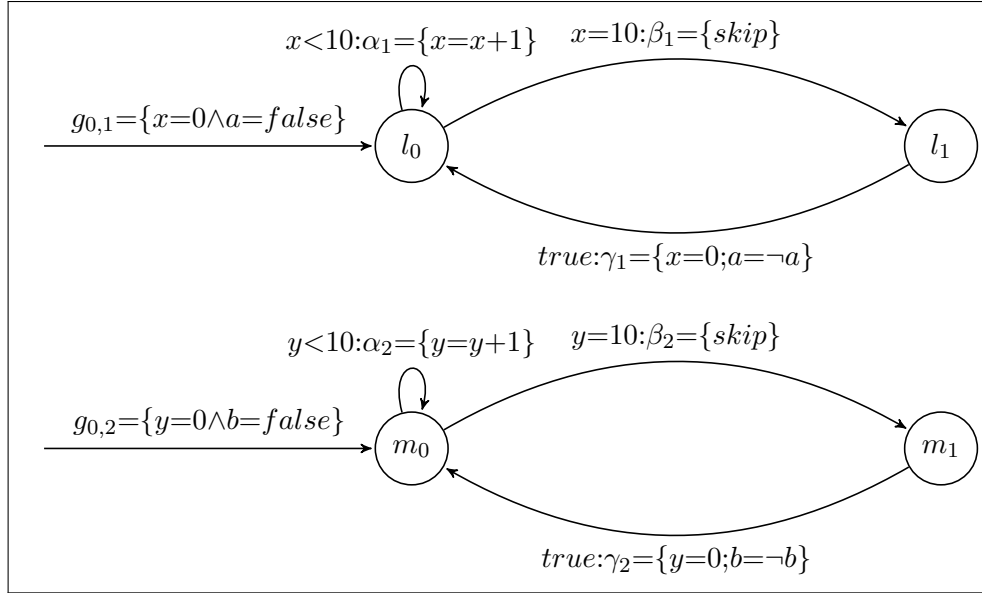 x<10:α₁={x=x+1}
x=10:β₁={skip}
g₀,₁={x=0∧a=false}
l₀
l₁
true:γ₁={x=0;a=¬a}
y<10:α₂={y=y+1}
y=10:β₂={skip}
g₀,₂={y=0∧b=false}
m₀
m₁
true:γ₂={y=0;b=¬b}